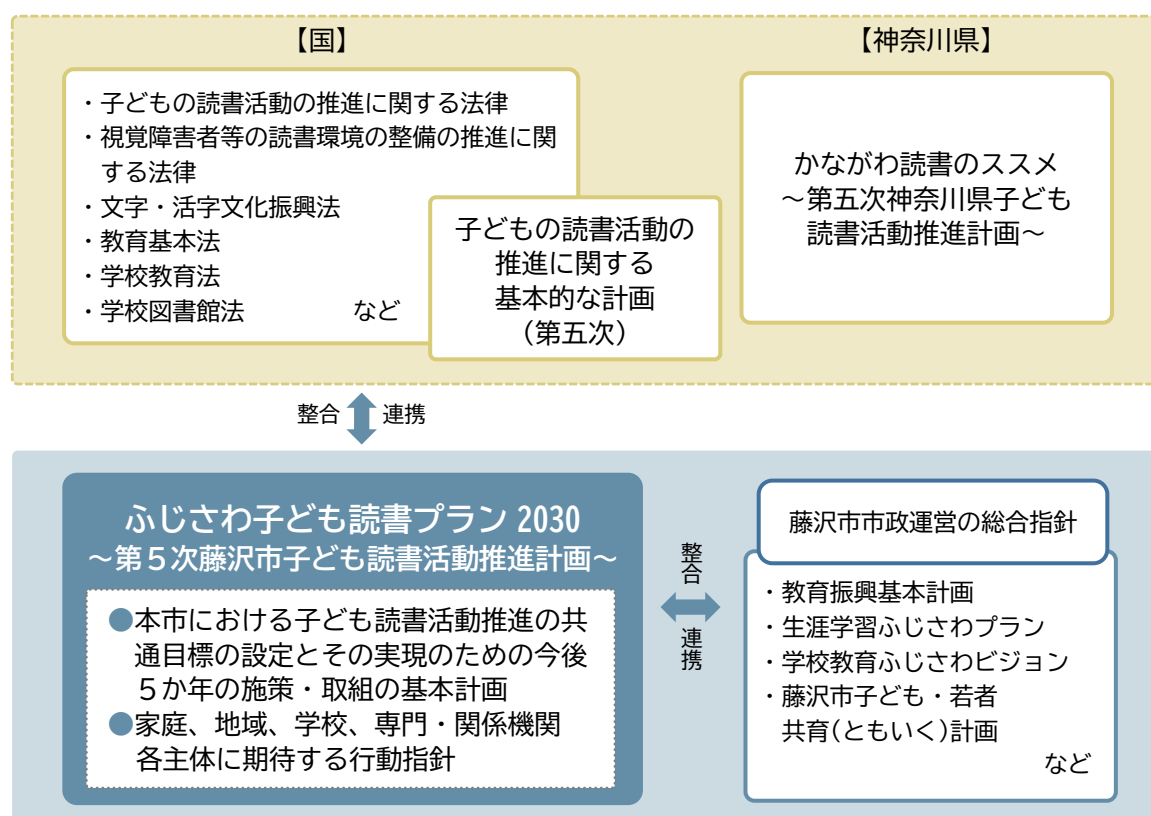 【国】
・子どもの読書活動の推進に関する法律
・視覚障害者等の読書環境の整備の推進に関
する法律
・文字・活字文化振興法
・教育基本法
・学校教育法
・学校図書館法 など
子どもの読書活動の
推進に関する
基本的な計画
（第五次）
【神奈川県】
かながわ読書のススメ
～第五次神奈川県子ども
読書活動推進計画～
整合 連携
ふじさわ子ども読書プラン 2030
～第５次藤沢市子ども読書活動推進計画～
●本市における子ども読書活動推進の共
通目標の設定とその実現のための今後
５か年の施策・取組の基本計画
●家庭、地域、学校、専門・関係機関
各主体に期待する行動指針
整合
連携
藤沢市市政運営の総合指針
・教育振興基本計画
・生涯学習ふじさわプラン
・学校教育ふじさわビジョン
・藤沢市子ども・若者
共育(ともいく)計画
など